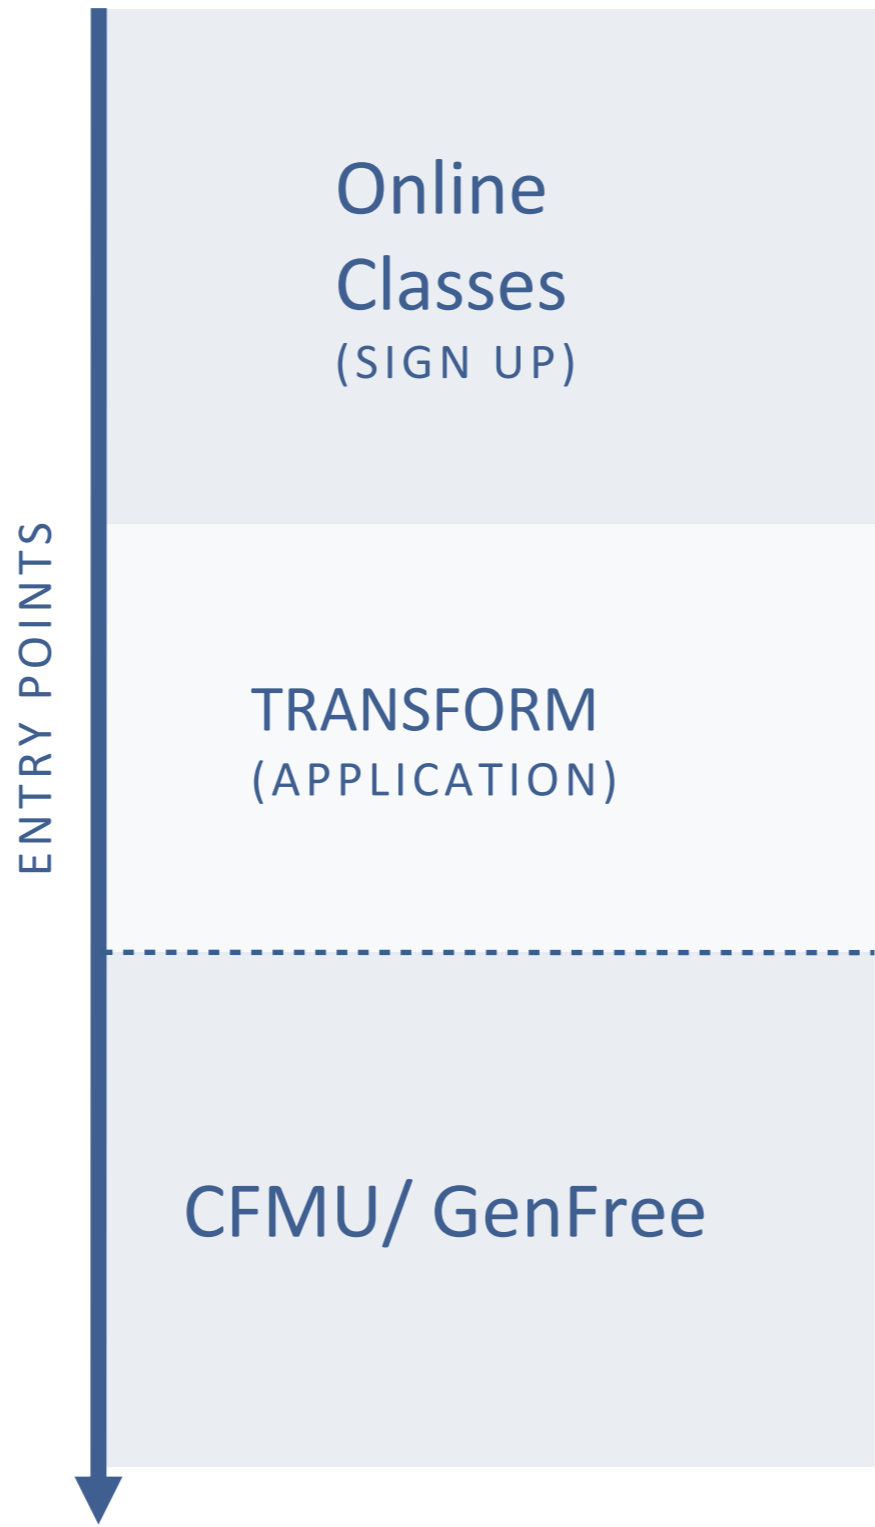 ENTRY POINTS
Online
Classes
(SIGN UP)
TRANSFORM
(APPLICATION)
CFMU/ GenFree